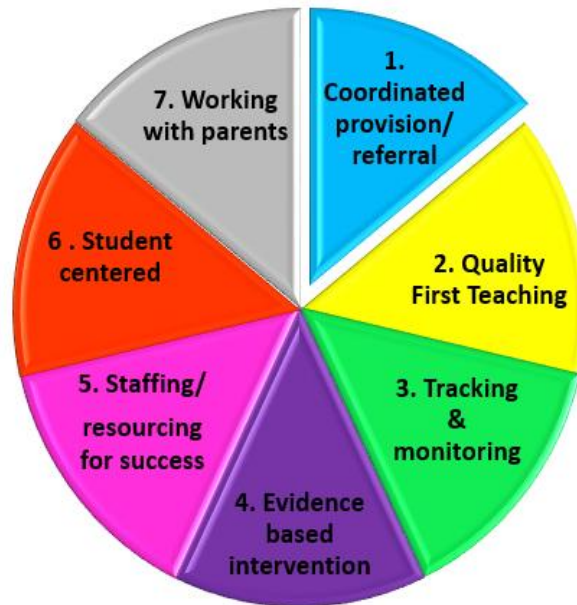 1.
Coordinated
provision/
referral
2. Quality
First Teaching
3. Tracking
&
monitoring
4. Evidence
based
intervention
5. Staffing/
resourcing
for success
6 . Student
centered
7. Working
with parents